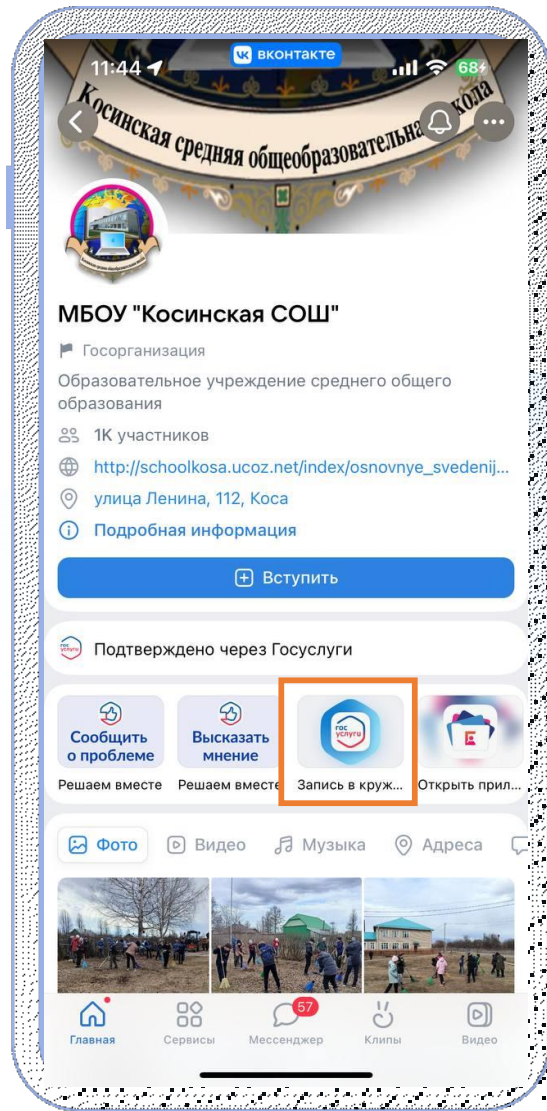 11:44
вконтакте
68
Косинская средняя общеобразовательная школа
МБОУ "Косинская СОШ"
Госорганизация
Образовательное учреждение среднего общего
образования
1K участников
http://schoolkosa.ucoz.net/index/osnovnye_svedenij...
улица Ленина, 112, Коса
Подробная информация
Вступить
гос
услуги
Подтверждено через Госуслуги
Сообщить
о проблеме
Решаем вместе
Высказать
мнение
Решаем вместе
гос
услуги
Запись в круж...
Открыть прил...
Фото
Видео
Музыка
Адреса
57
Главная
Сервисы
Мессенджер
Клипы
Видео